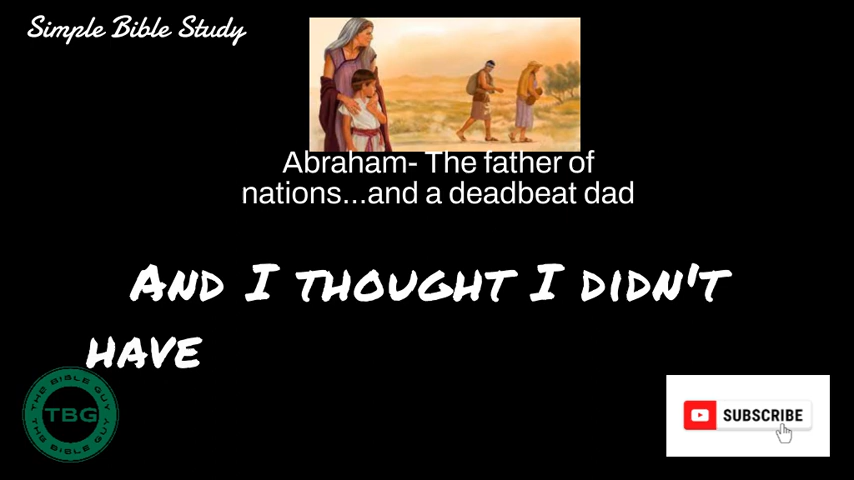 Simple Bible Study
Abraham- The father of
nations...and a deadbeat dad
And I thought I didn't
have
THE BIBLE GUY
TBG
THE BIBLE GUY
SUBSCRIBE